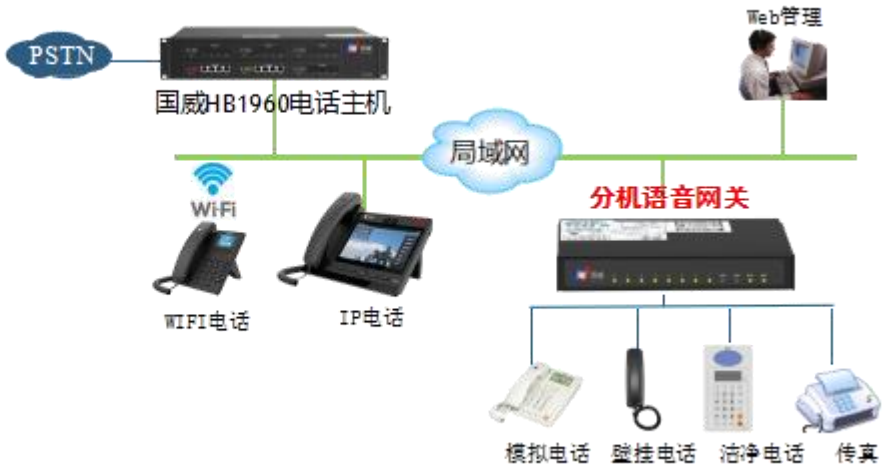 Web管理
PSTN
国威HB1960电话主机
局域网
Wi-Fi
分机语音网关
WIFI电话
IP电话
模拟电话
壁挂电话
洁净电话
传真